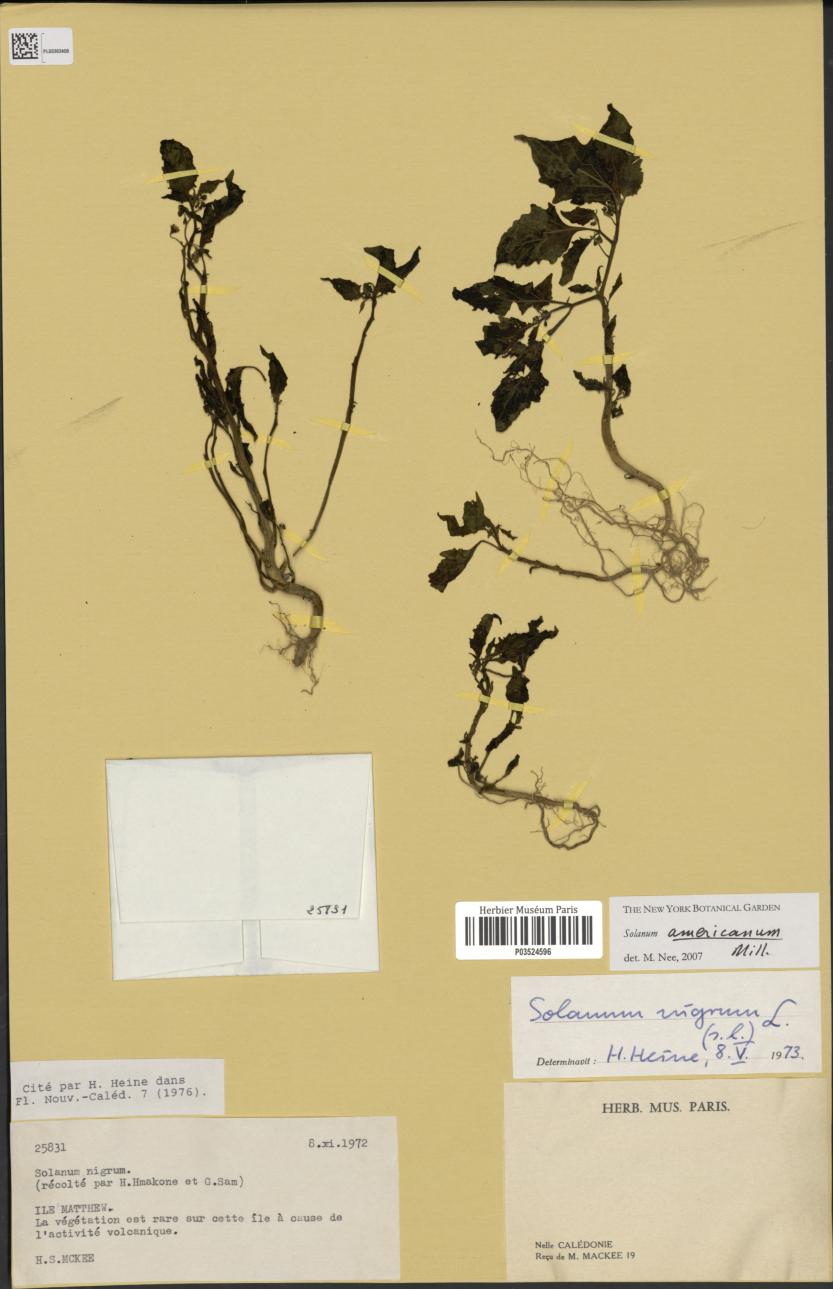 PL00363408
25831
Herbier Muséum Paris
P03524596
THE NEW YORK BOTANICAL GARDEN
Solanum americanum
Mill.
det. M. Nee, 2007
Solanum nigrum L.
(s. l.)
Determinavit : H. Heine, 8. V. 1973.
Cité par H. Heine dans
Fl. Nouv.-Caléd. 7 (1976).
25831
8.xi.1972
Solanum nigrum.
(récolté par H.Hmakone et G.Sam)
ILE MATTHEW.
La végétation est rare sur cette île à cause de
l'activité volcanique.
H.S.MCKEE
HERB. MUS. PARIS.
Nelle CALÉDONIE
Reçu de M. MACKEE 19